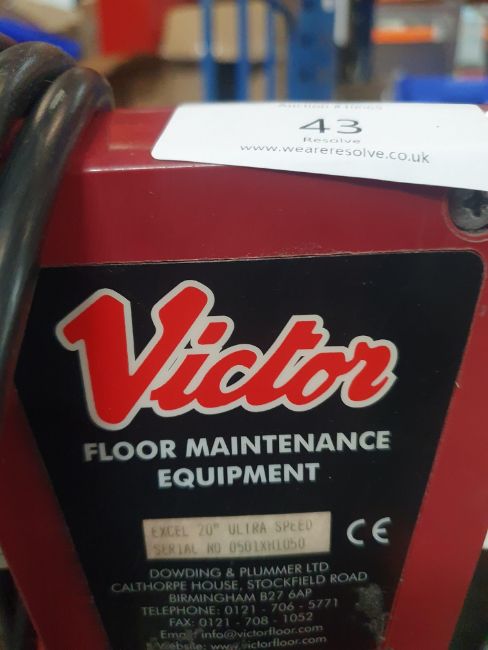 43
Resolve
www.weareresolve.co.uk
Victor
FLOOR MAINTENANCE
EQUIPMENT
EXCEL 20" ULTRA SPEED
SERIAL NO 0501XH1050
CE
DOWDING & PLUMMER LTD
CALTHORPE HOUSE, STOCKFIELD ROAD
BIRMINGHAM B27 6AP
TELEPHONE: 0121 - 706 - 5771
FAX: 0121 - 708 - 1052
Email: info@victorfloor.com
Website: www.victorfloor.com